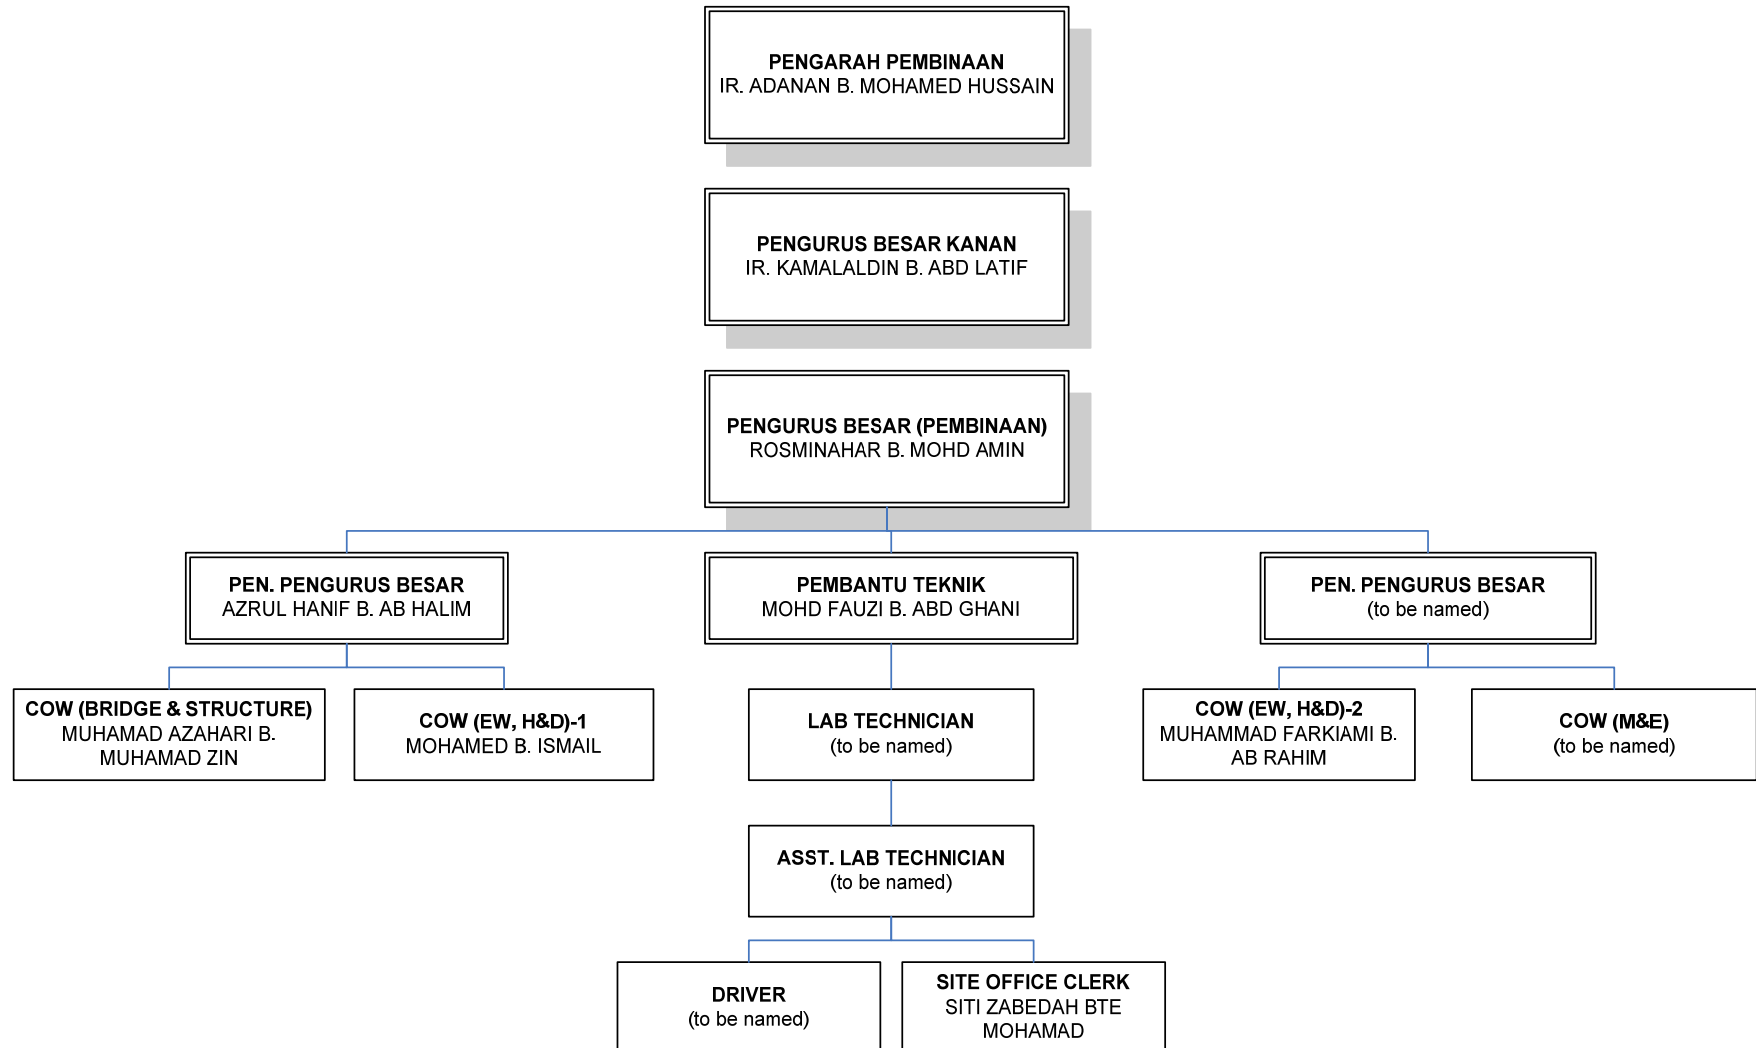 PENGARAH PEMBINAAN
IR. ADANAN B. MOHAMED HUSSAIN
PENGURUS BESAR KANAN
IR. KAMALALDIN B. ABD LATIF
PENGURUS BESAR (PEMBINAAN)
ROSMINAHAR B. MOHD AMIN
PEN. PENGURUS BESAR
AZRUL HANIF B. AB HALIM
PEMBANTU TEKNIK
MOHD FAUZI B. ABD GHANI
PEN. PENGURUS BESAR
(to be named)
COW (BRIDGE & STRUCTURE)
MUHAMAD AZAHARI B.
MUHAMAD ZIN
COW (EW, H&D)-1
MOHAMED B. ISMAIL
LAB TECHNICIAN
(to be named)
COW (EW, H&D)-2
MUHAMMAD FARKIAMI B.
AB RAHIM
COW (M&E)
(to be named)
ASST. LAB TECHNICIAN
(to be named)
DRIVER
(to be named)
SITE OFFICE CLERK
SITI ZABEDAH BTE
MOHAMAD